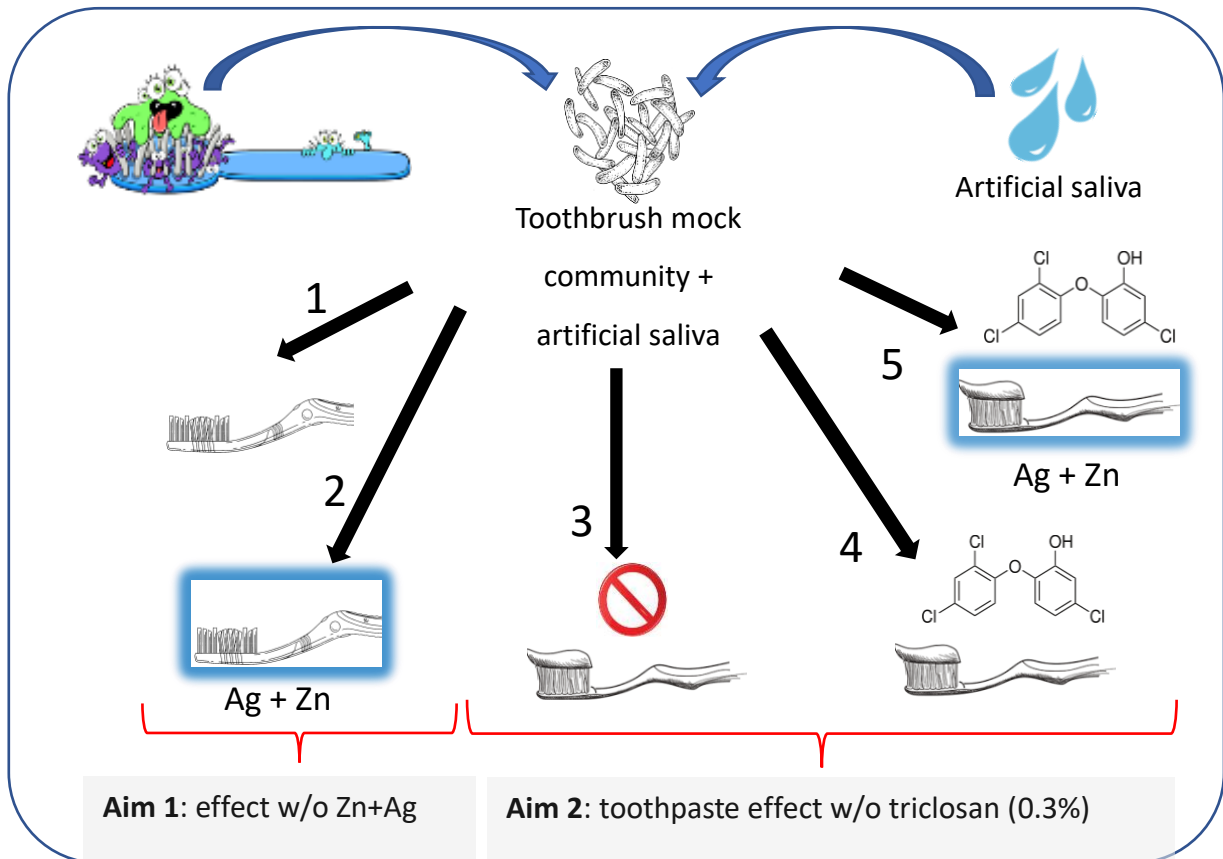 Artificial saliva
Toothbrush mock
community +
artificial saliva
1
2
3
4
5
Cl
OH
O
Cl
Cl
Ag + Zn
Cl
OH
O
Cl
Cl
Ag + Zn
Aim 1: effect w/o Zn+Ag
Aim 2: toothpaste effect w/o triclosan (0.3%)